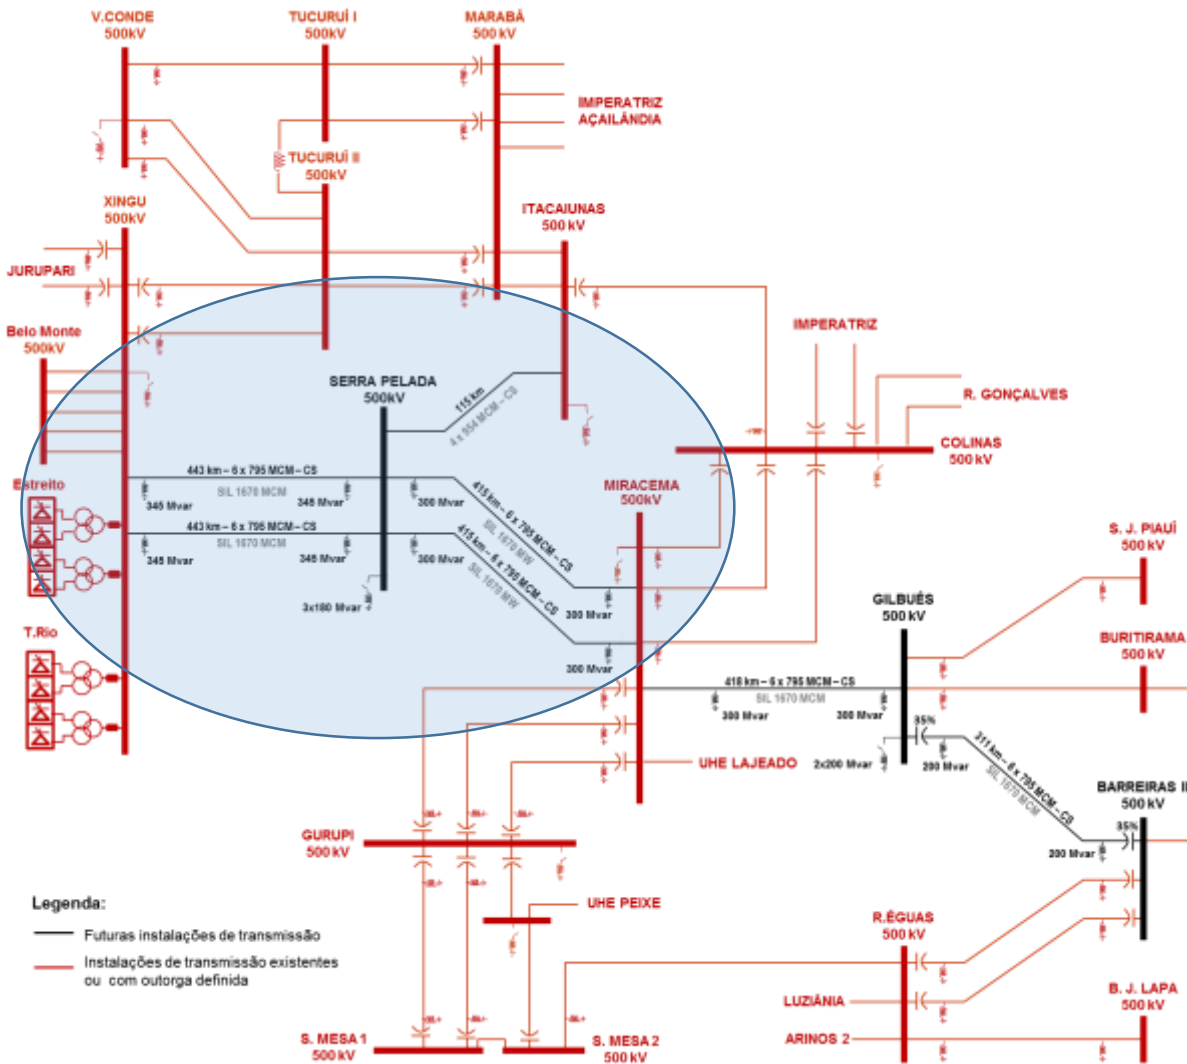 V.CONDE
500kV
TUCURUÍ I
500kV
MARABÁ
500 kV
IMPERATRIZ
AÇAILÂNDIA
TUCURUÍ II
500kV
XINGU
500kV
ITACAIUNAS
500 kV
JURUPARI
Belo Monte
500kV
IMPERATRIZ
SERRA PELADA
500kV
115 km
4 x 954 MCM - CS
R. GONÇALVES
COLINAS
500 kV
443 km – 6 x 795 MCM – CS
SIL 1670 MCM
345 Mvar
345 Mvar
300 Mvar
415 km – 6 x 795 MCM – CS
SIL 1670 MW
MIRACEMA
500kV
Estreito
443 km – 6 x 795 MCM – CS
SIL 1670 MCM
345 Mvar
345 Mvar
300 Mvar
415 km – 6 x 795 MCM – CS
SIL 1670 MW
S. J. PIAUÍ
500 kV
3x180 Mvar
300 Mvar
GILBUÉS
500 kV
T.Rio
300 Mvar
BURITIRAMA
500 kV
418 km – 6 x 795 MCM – CS
SIL 1670 MCM
300 Mvar
300 Mvar
35%
UHE LAJEADO
2x200 Mvar
200 Mvar
311 km – 6 x 795 MCM – CS
SIL 1670 MCM
BARREIRAS II
500 kV
35%
200 Mvar
GURUPI
500 kV
Legenda:
Futuras instalações de transmissão
Instalações de transmissão existentes
ou com outorga definida
UHE PEIXE
R.ÉGUAS
500 kV
LUZIÂNIA
B. J. LAPA
500 kV
ARINOS 2
S. MESA 1
500 kV
S. MESA 2
500 kV